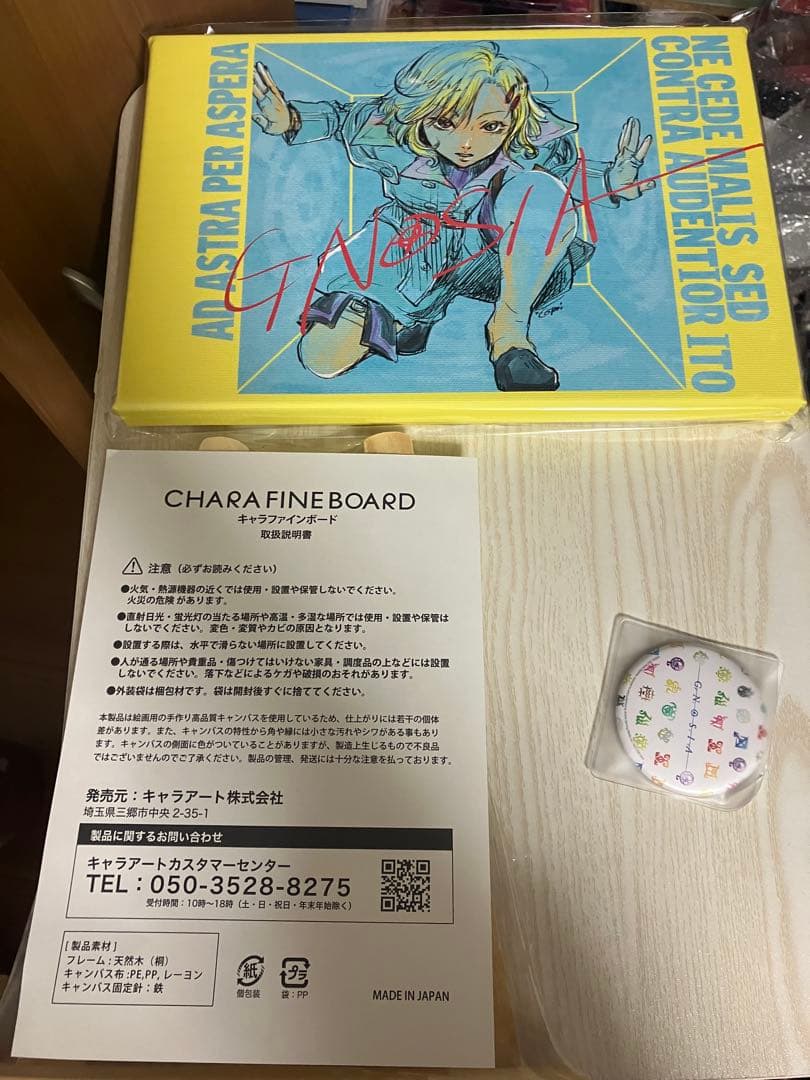 AD ASTRA PER ASPERA
NE CEDE MALIS SED
CONTRA AUDENTIOR ITO
GNOSIA
CHARA FINE BOARD
キャラファインボード
取扱説明書
注意（必ずお読みください）
●火気・熱源機器の近くでは使用・設置や保管しないでください。
火災の危険があります。
●直射日光・蛍光灯の当たる場所や高温・多湿な場所では使用・設置や保管は
しないでください。変色・変質やカビの原因となります。
●設置する際は、水平で滑らない場所に設置してください。
●人が通る場所や貴重品・傷つけてはいけない家具・調度品の上などには設置
しないでください。落下などによるケガや破損のおそれがあります。
●外装袋は梱包材です。袋は開封後すぐに捨ててください。
本製品は絵画用の手作り高品質キャンバスを使用しているため、仕上がりには若干の個体
差があります。また、キャンバスの特性から角や縁には小さな汚れやシワがある事もあり
ます。キャンバスの側面に色がついていることがありますが、製造上生じるもので不良品
ではございませんのでご了承ください。製品の管理、発送には十分な注意を払っております。
発売元：キャラアート株式会社
埼玉県三郷市中央 2-35-1
製品に関するお問い合わせ
キャラアートカスタマーセンター
TEL：050-3528-8275
受付時間：10時〜18時（土・日・祝日・年末年始除く）
[ 製品素材 ]
フレーム : 天然木（桐）
キャンバス布 :PE,PP, レーヨン
キャンバス固定針 : 鉄
紙
個包装
プラ
袋：PP
MADE IN JAPAN
GNOSIA